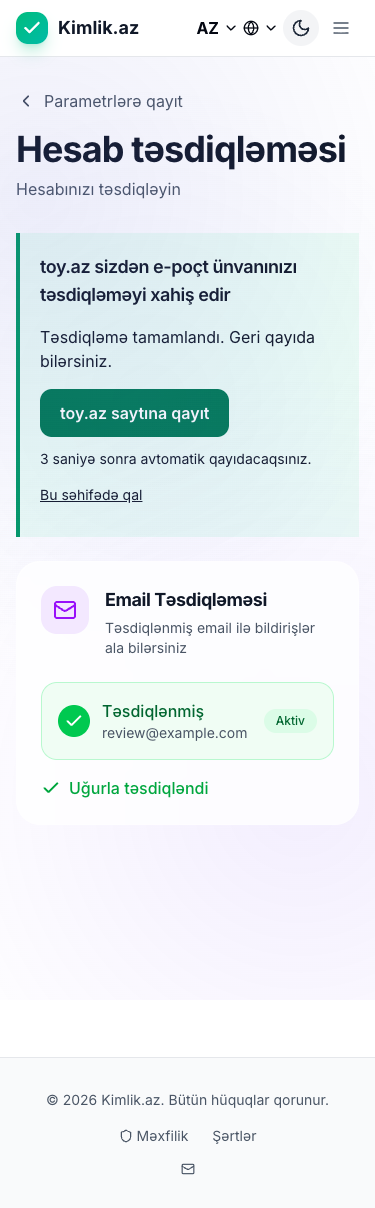 Kimlik.az
AZ
Parametrlərə qayıt
Hesab təsdiqləməsi
Hesabınızı təsdiqləyin
toy.az sizdən e-poçt ünvanınızı
təsdiqləməyi xahiş edir
Təsdiqləmə tamamlandı. Geri qayıda
bilərsiniz.
toy.az saytına qayıt
3 saniyə sonra avtomatik qayıdacaqsınız.
Bu səhifədə qal
Email Təsdiqləməsi
Təsdiqlənmiş email ilə bildirişlər
ala bilərsiniz
Təsdiqlənmiş
review@example.com
Aktiv
Uğurla təsdiqləndi
© 2026 Kimlik.az. Bütün hüquqlar qorunur.
Məxfilik
Şərtlər